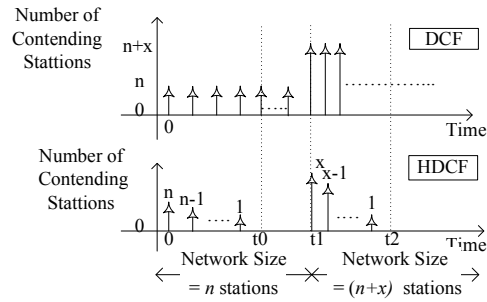 Number of
Contending
Stattions
DCF
n+x
n
0
0
Time
Number of
Contending
Stattions
HDCF
n
n-1
1
x
x-1
1
0
0
t0
t1
t2
Time
Network Size
= n stations
Network Size
= (n+x) stations